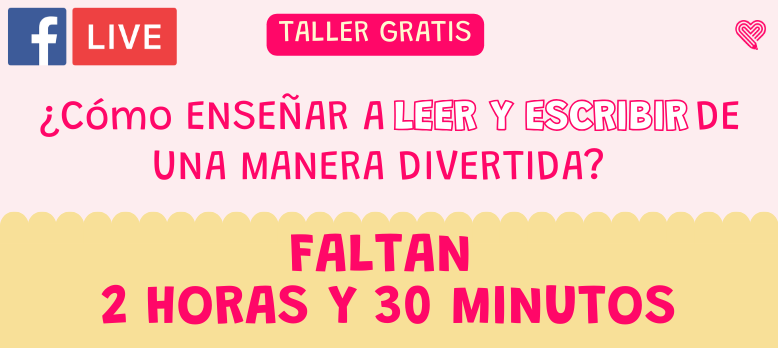 f LIVE
TALLER GRATIS
¿Cómo ENSEÑAR A LEER Y ESCRIBIR DE
UNA MANERA DIVERTIDA?
FALTAN
2 HORAS Y 30 MINUTOS